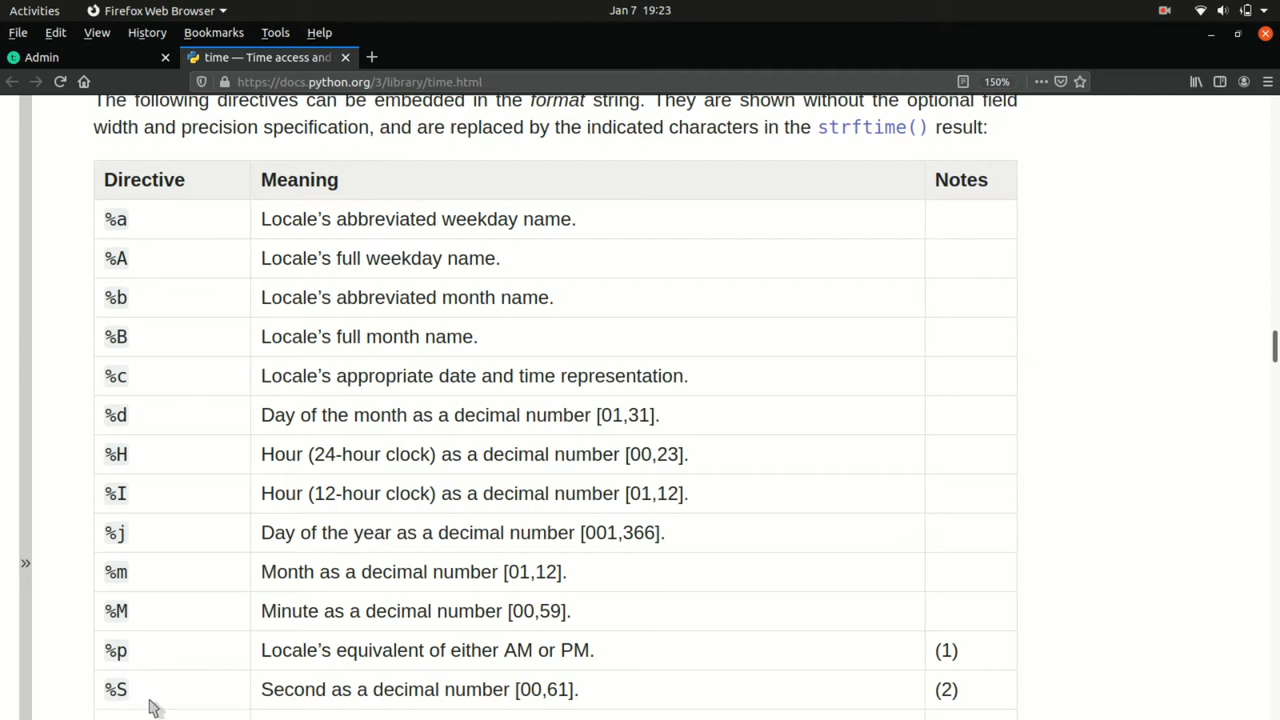 Activities Firefox Web Browser Jan 7 19:23
File Edit View History Bookmarks Tools Help
Admin time — Time access and
https://docs.python.org/3/library/time.html 150%
The following directives can be embedded in the format string. They are shown without the optional field
width and precision specification, and are replaced by the indicated characters in the strftime() result:
Directive Meaning Notes
%a Locale’s abbreviated weekday name.
%A Locale’s full weekday name.
%b Locale’s abbreviated month name.
%B Locale’s full month name.
%c Locale’s appropriate date and time representation.
%d Day of the month as a decimal number [01,31].
%H Hour (24-hour clock) as a decimal number [00,23].
%I Hour (12-hour clock) as a decimal number [01,12].
%j Day of the year as a decimal number [001,366].
%m Month as a decimal number [01,12].
%M Minute as a decimal number [00,59].
%p Locale’s equivalent of either AM or PM. (1)
%S Second as a decimal number [00,61]. (2)